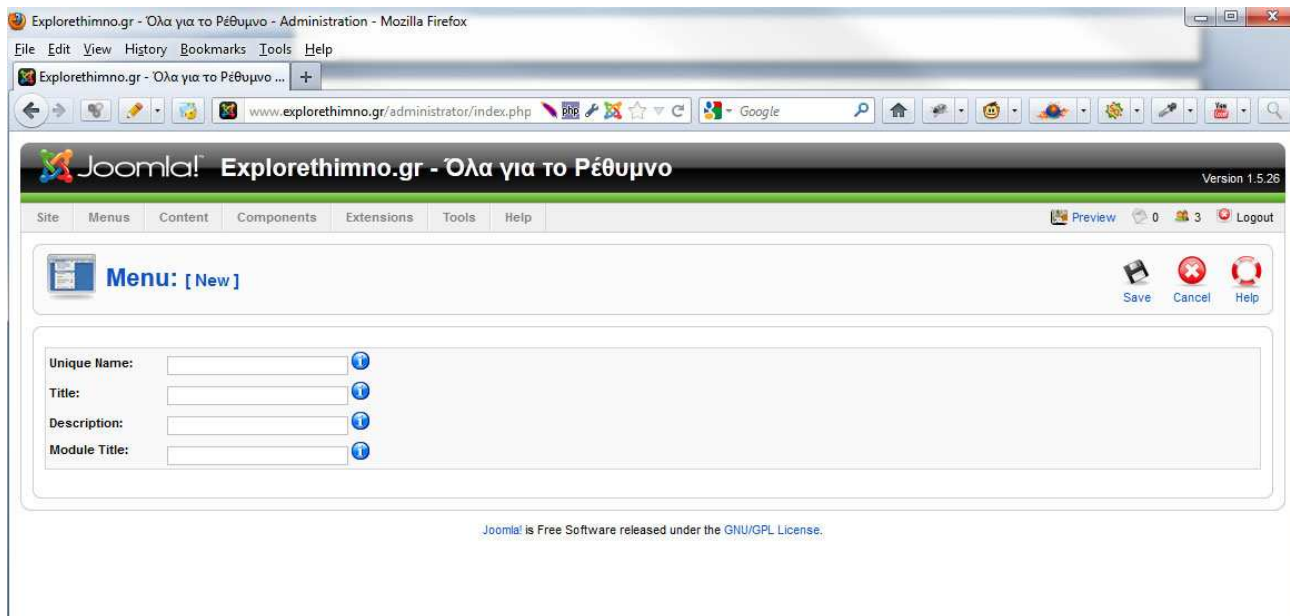 Explorethimno.gr - Όλα για το Ρέθυμνο - Administration - Mozilla Firefox
File Edit View History Bookmarks Tools Help
Explorethimno.gr - Όλα για το Ρέθυμνο ... +
www.explorethimno.gr/administrator/index.php php Google
Joomla! Explorethimno.gr - Όλα για το Ρέθυμνο
Version 1.5.26
Site Menus Content Components Extensions Tools Help Preview 0 3 Logout
Menu: [ New ]
Save Cancel Help
Unique Name:
Title:
Description:
Module Title:
Joomla! is Free Software released under the GNU/GPL License.